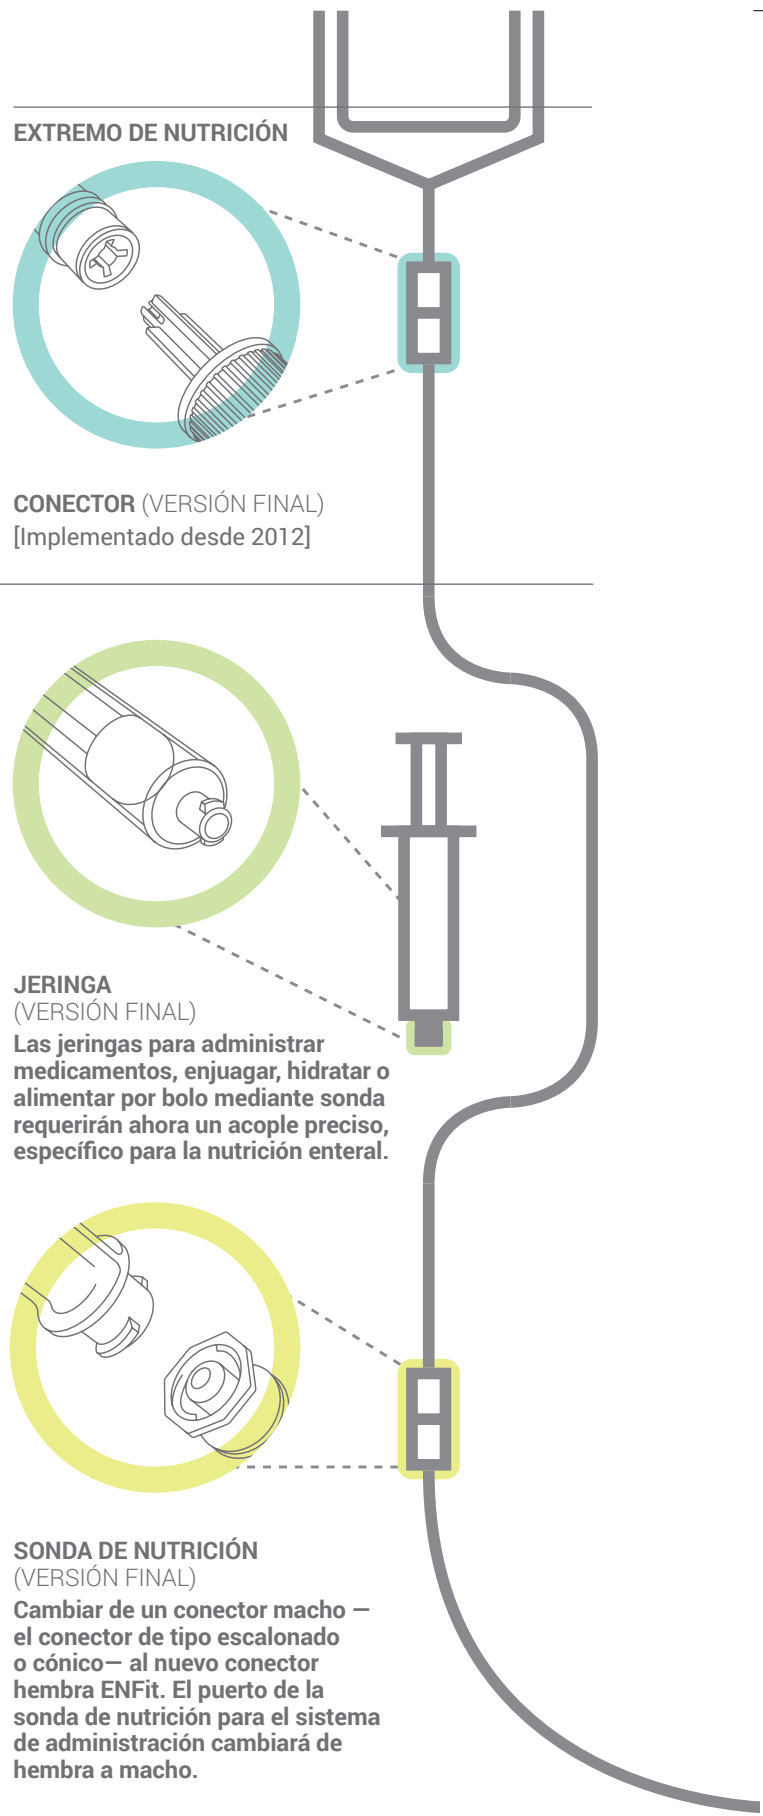 EXTREMO DE NUTRICIÓN
CONECTOR (VERSIÓN FINAL)
[Implementado desde 2012]
JERINGA
(VERSIÓN FINAL)
Las jeringas para administrar
medicamentos, enjuagar, hidratar o
alimentar por bolo mediante sonda
requerirán ahora un acople preciso,
específico para la nutrición enteral.
SONDA DE NUTRICIÓN
(VERSIÓN FINAL)
Cambiar de un conector macho —
el conector de tipo escalonado
o cónico— al nuevo conector
hembra ENFit. El puerto de la
sonda de nutrición para el sistema
de administración cambiará de
hembra a macho.